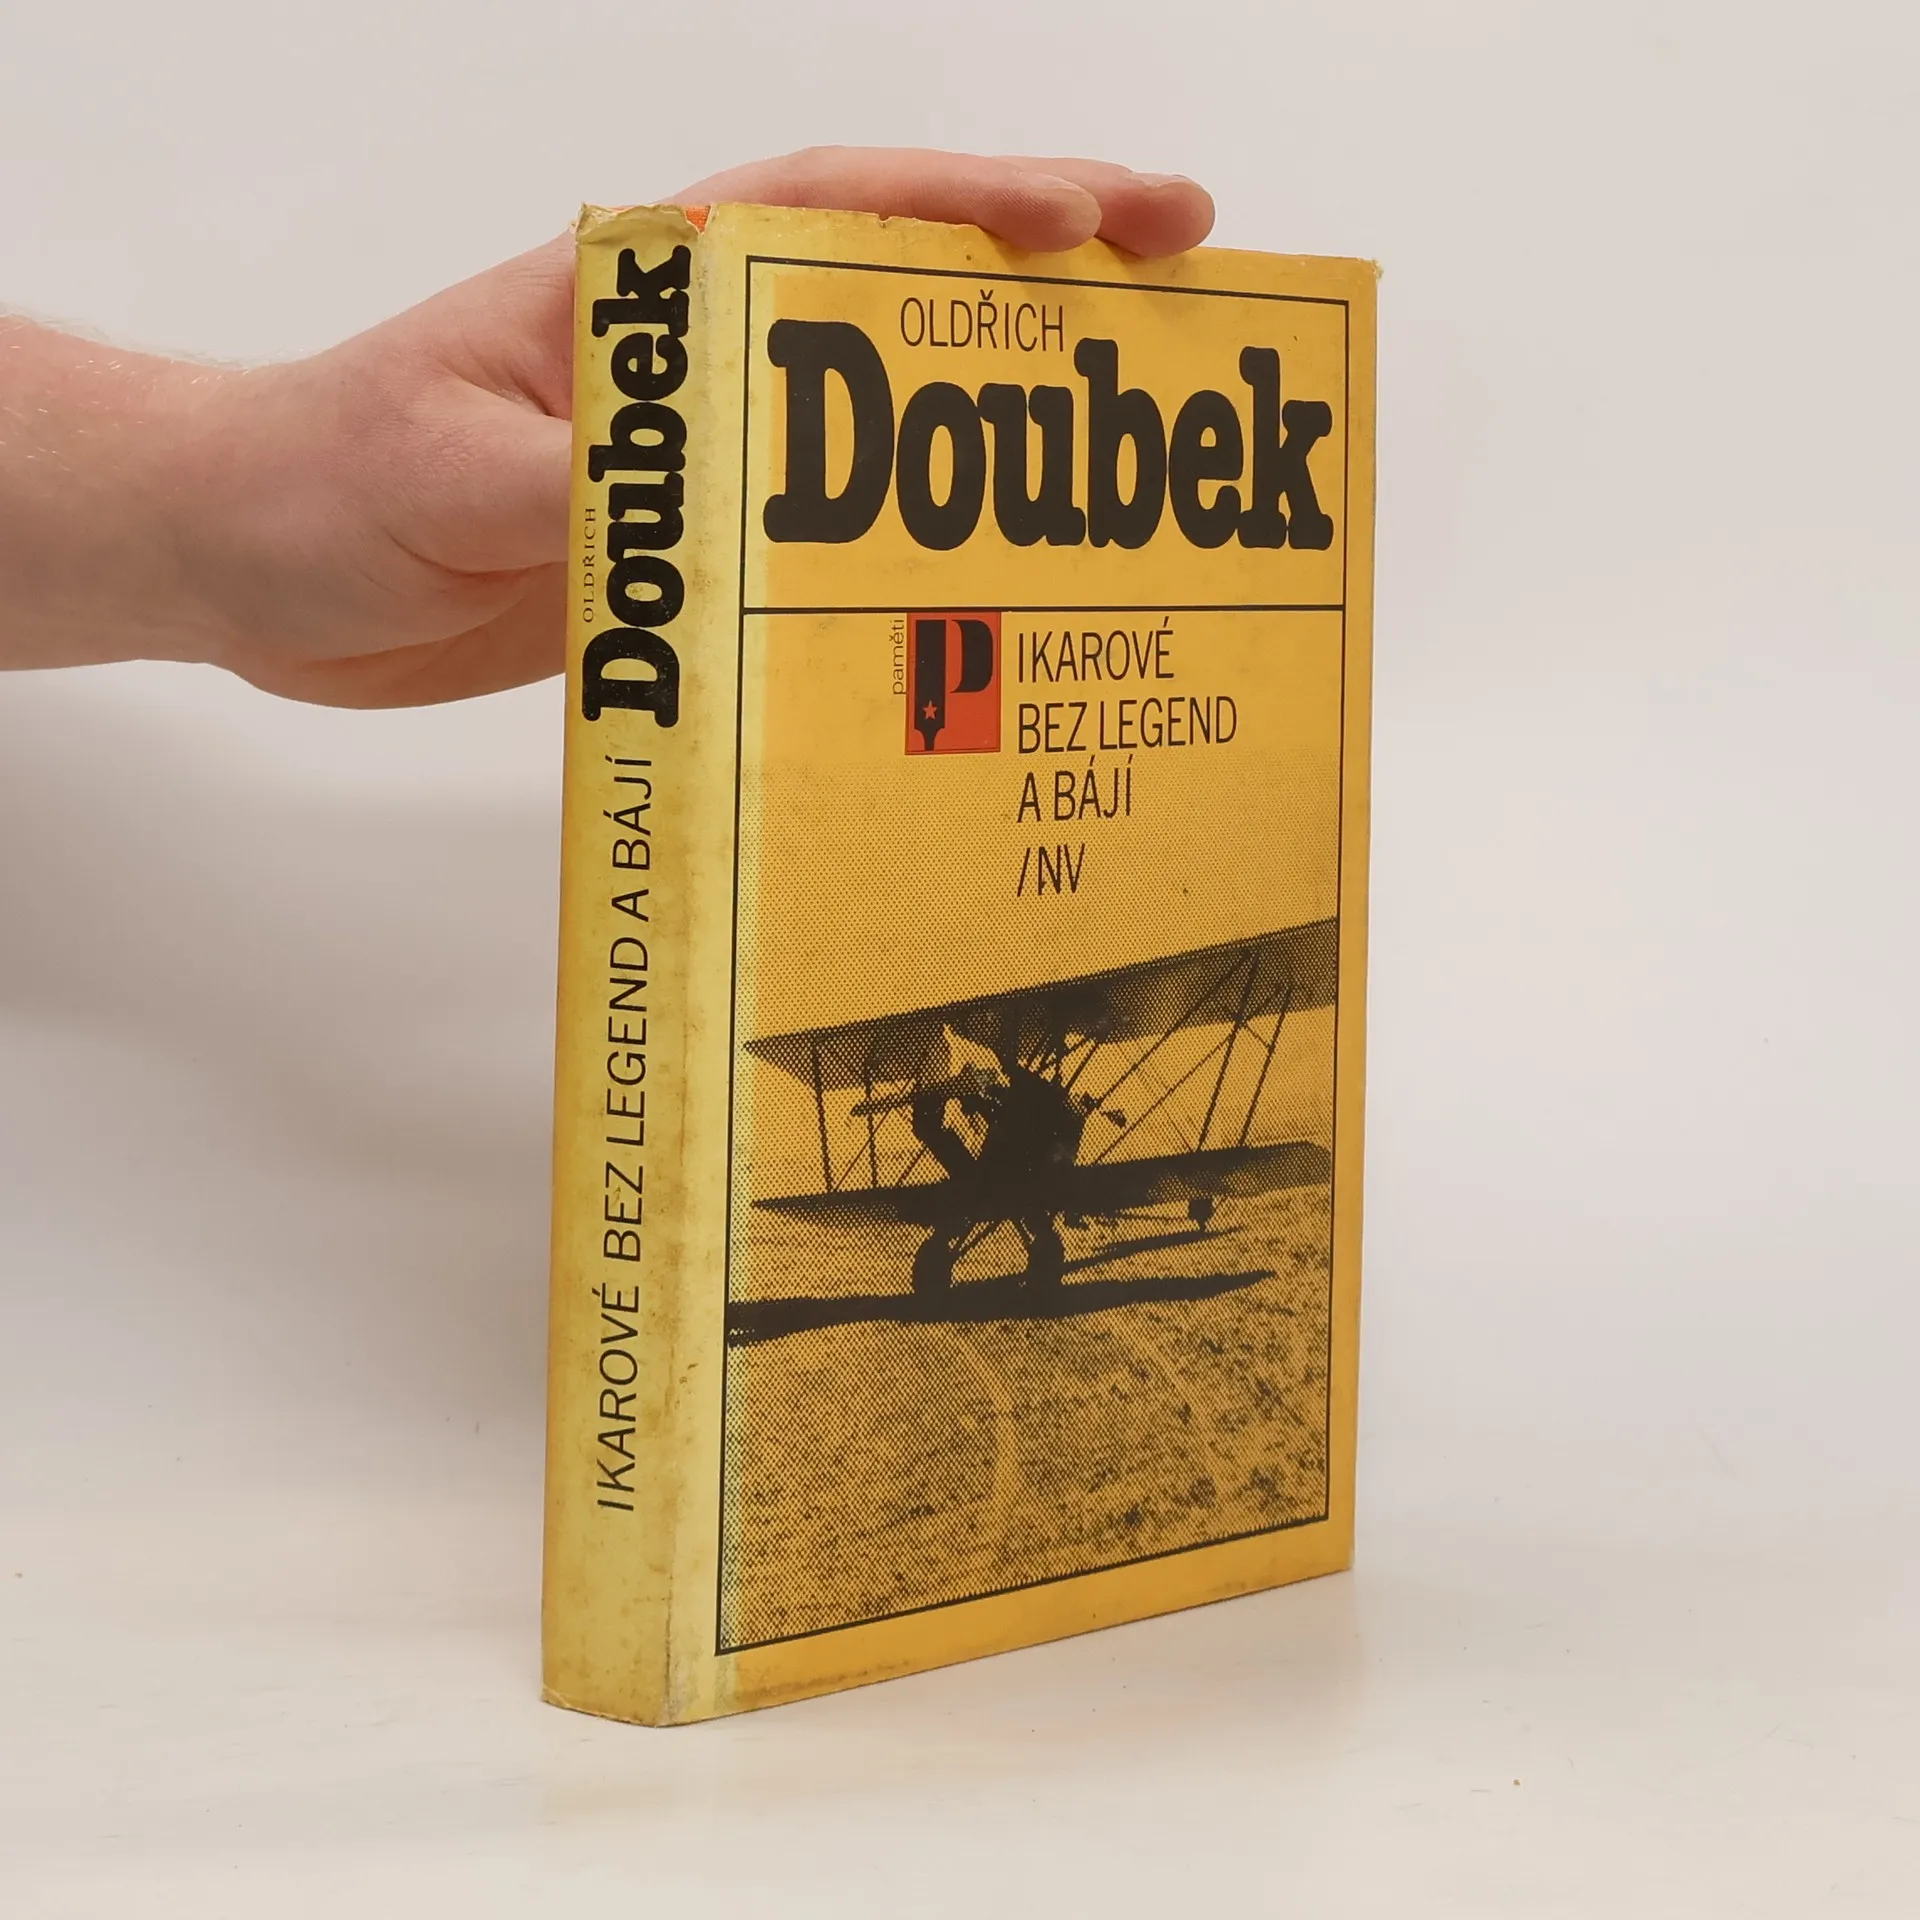 OLDŘICH
Doubek
paměti
P
IKAROVÉ
BEZ LEGEND
A BÁJÍ
/NV
IKAROVÉ BEZ LEGEND A BÁJÍ
OLDŘICH
Doubek